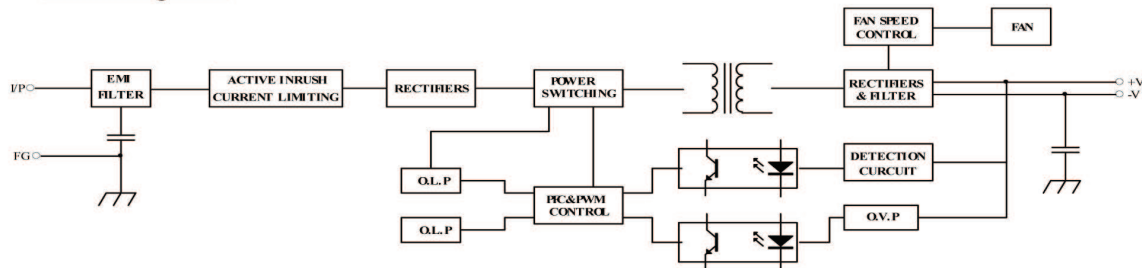 FAN SPEED
CONTROL
FAN
I/P
EMI
FILTER
ACTIVE INRUSH
CURRENT LIMITING
RECTIFIERS
POWER
SWITCHING
RECTIFIERS
& FILTER
+V
-V
FG
O.L.P
PFC&PWM
CONTROL
DETECTION
CURCUIT
O.L.P
O.V.P